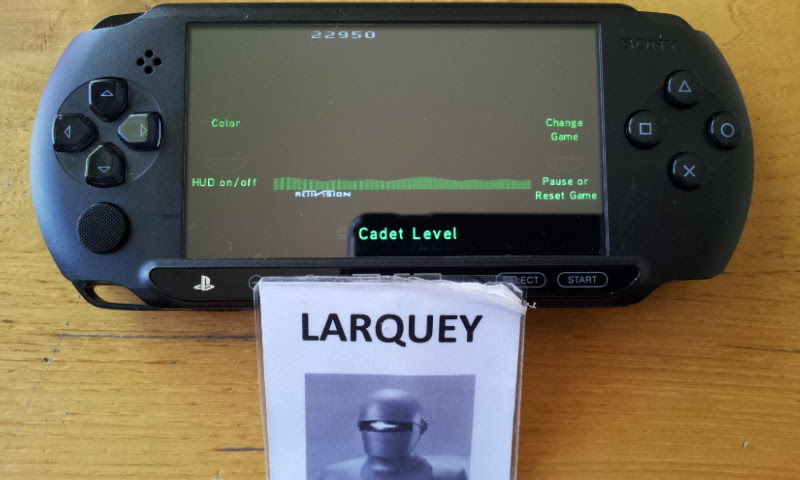 22950
SONY
Color
Change
Game
HUD on/off
Pause or
Reset Game
ACTIVISION
Cadet Level
SELECT
START
LARQUEY